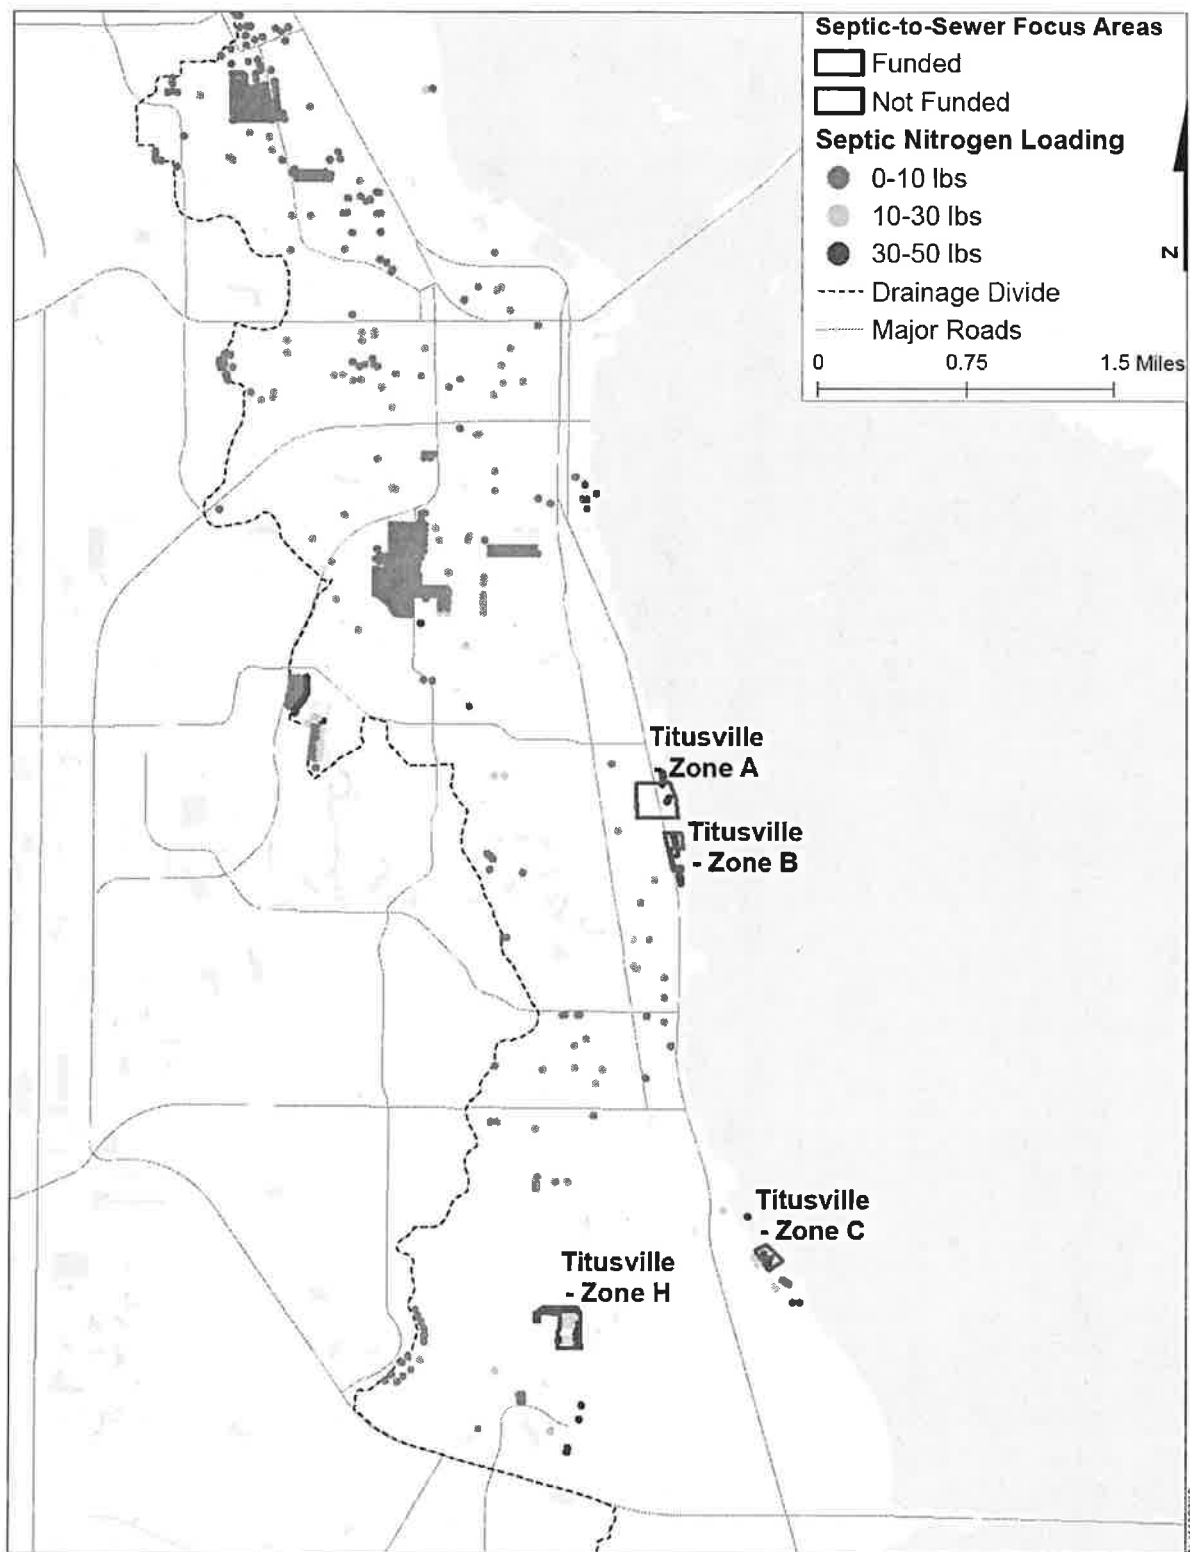 Septic-to-Sewer Focus Areas
Funded
Not Funded
Septic Nitrogen Loading
0-10 lbs
10-30 lbs
30-50 lbs
Drainage Divide
Major Roads
0 0.75 1.5 Miles
N
Titusville
Zone A
Titusville
- Zone B
Titusville
- Zone C
Titusville
- Zone H